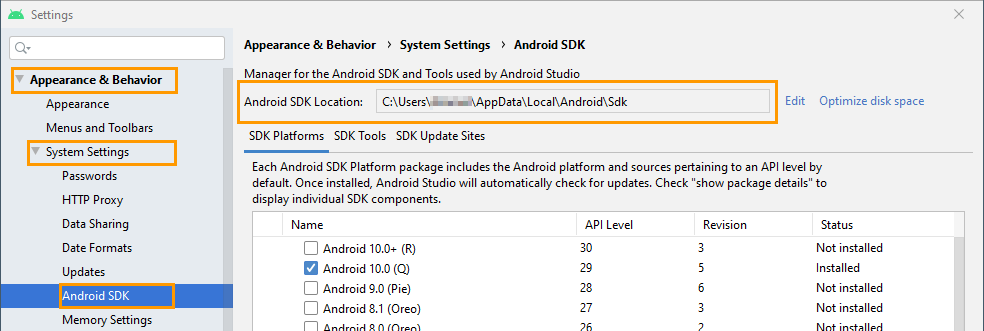 Settings
Appearance & Behavior
Appearance
Menus and Toolbars
System Settings
Passwords
HTTP Proxy
Data Sharing
Date Formats
Updates
Android SDK
Memory Settings
Appearance & Behavior › System Settings › Android SDK
Manager for the Android SDK and Tools used by Android Studio
Android SDK Location: C:\Users\ \AppData\Local\Android\Sdk Edit Optimize disk space
SDK Platforms SDK Tools SDK Update Sites
Each Android SDK Platform package includes the Android platform and sources pertaining to an API level by
default. Once installed, Android Studio will automatically check for updates. Check "show package details" to
display individual SDK components.
Name API Level Revision Status
Android 10.0+ (R) 30 3 Not installed
Android 10.0 (Q) 29 5 Installed
Android 9.0 (Pie) 28 6 Not installed
Android 8.1 (Oreo) 27 3 Not installed
Android 8.0 (Oreo) 26 2 Not installed